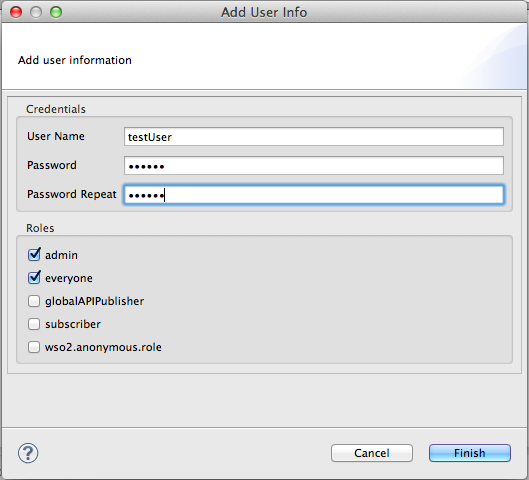 Add User Info
Add user information
Credentials
User Name testUser
Password ••••••
Password Repeat ••••••
Roles
admin
everyone
globalAPIPublisher
subscriber
wso2.anonymous.role
? Cancel Finish